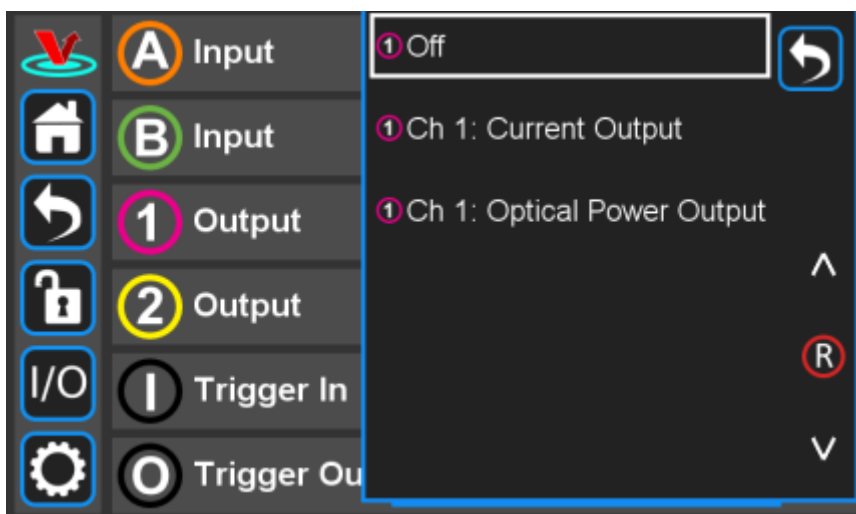 A Input
B Input
1 Output
2 Output
I/O
I Trigger In
O Trigger Ou
1 Off
1 Ch 1: Current Output
1 Ch 1: Optical Power Output
R